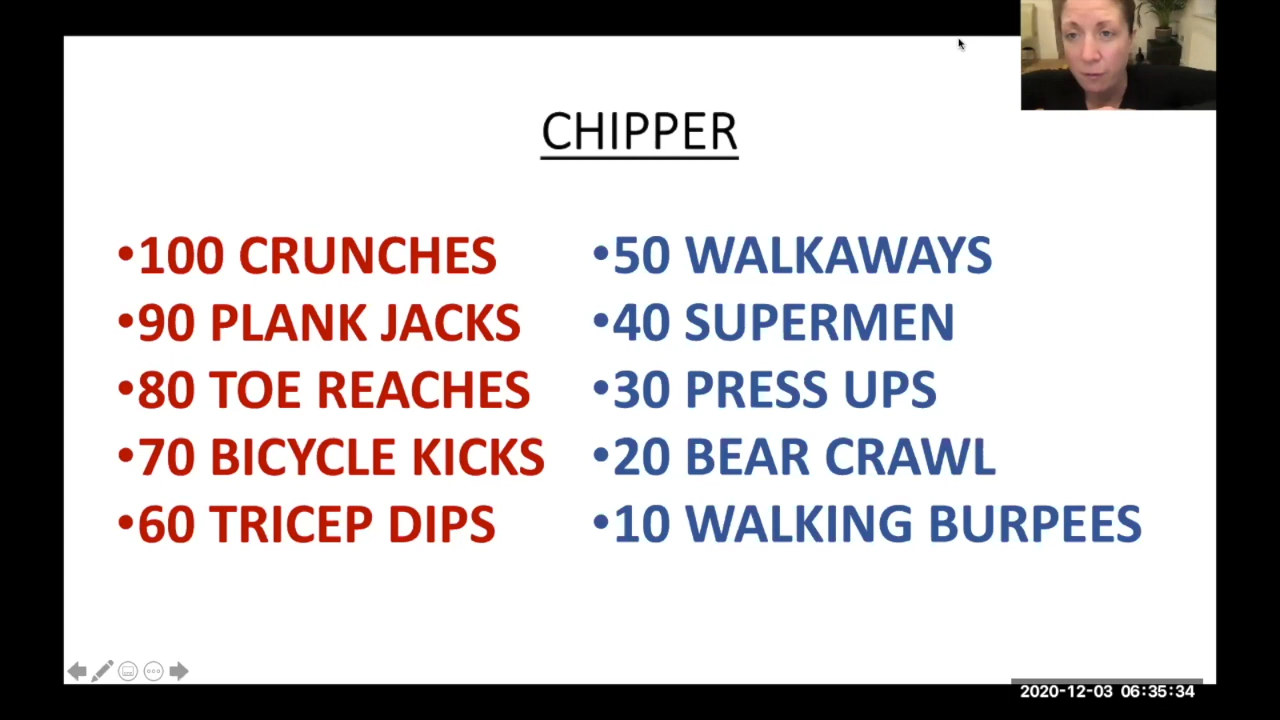 CHIPPER
•100 CRUNCHES
•90 PLANK JACKS
•80 TOE REACHES
•70 BICYCLE KICKS
•60 TRICEP DIPS
•50 WALKAWAYS
•40 SUPERMEN
•30 PRESS UPS
•20 BEAR CRAWL
•10 WALKING BURPEES
2020-12-03 06:35:34